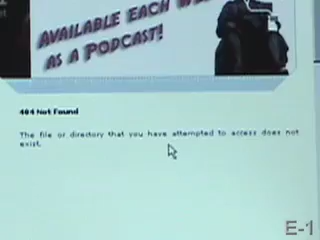 AVAILABLE EACH
AS A PODCAST!
404 Not Found
The file or directory that you have attempted to access does not
exist.
E-1